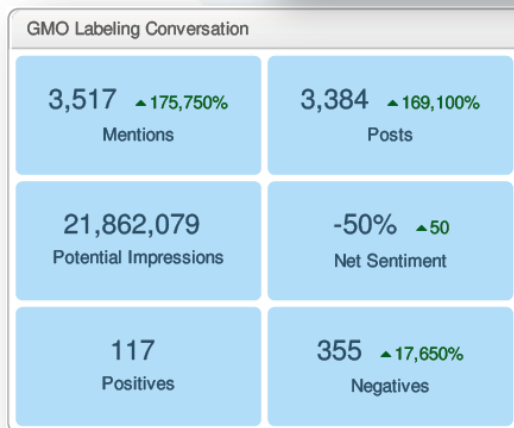 GMO Labeling Conversation
3,517 ▲175,750%
Mentions
3,384 ▲169,100%
Posts
21,862,079
Potential Impressions
-50% ▲50
Net Sentiment
117
Positives
355 ▲17,650%
Negatives